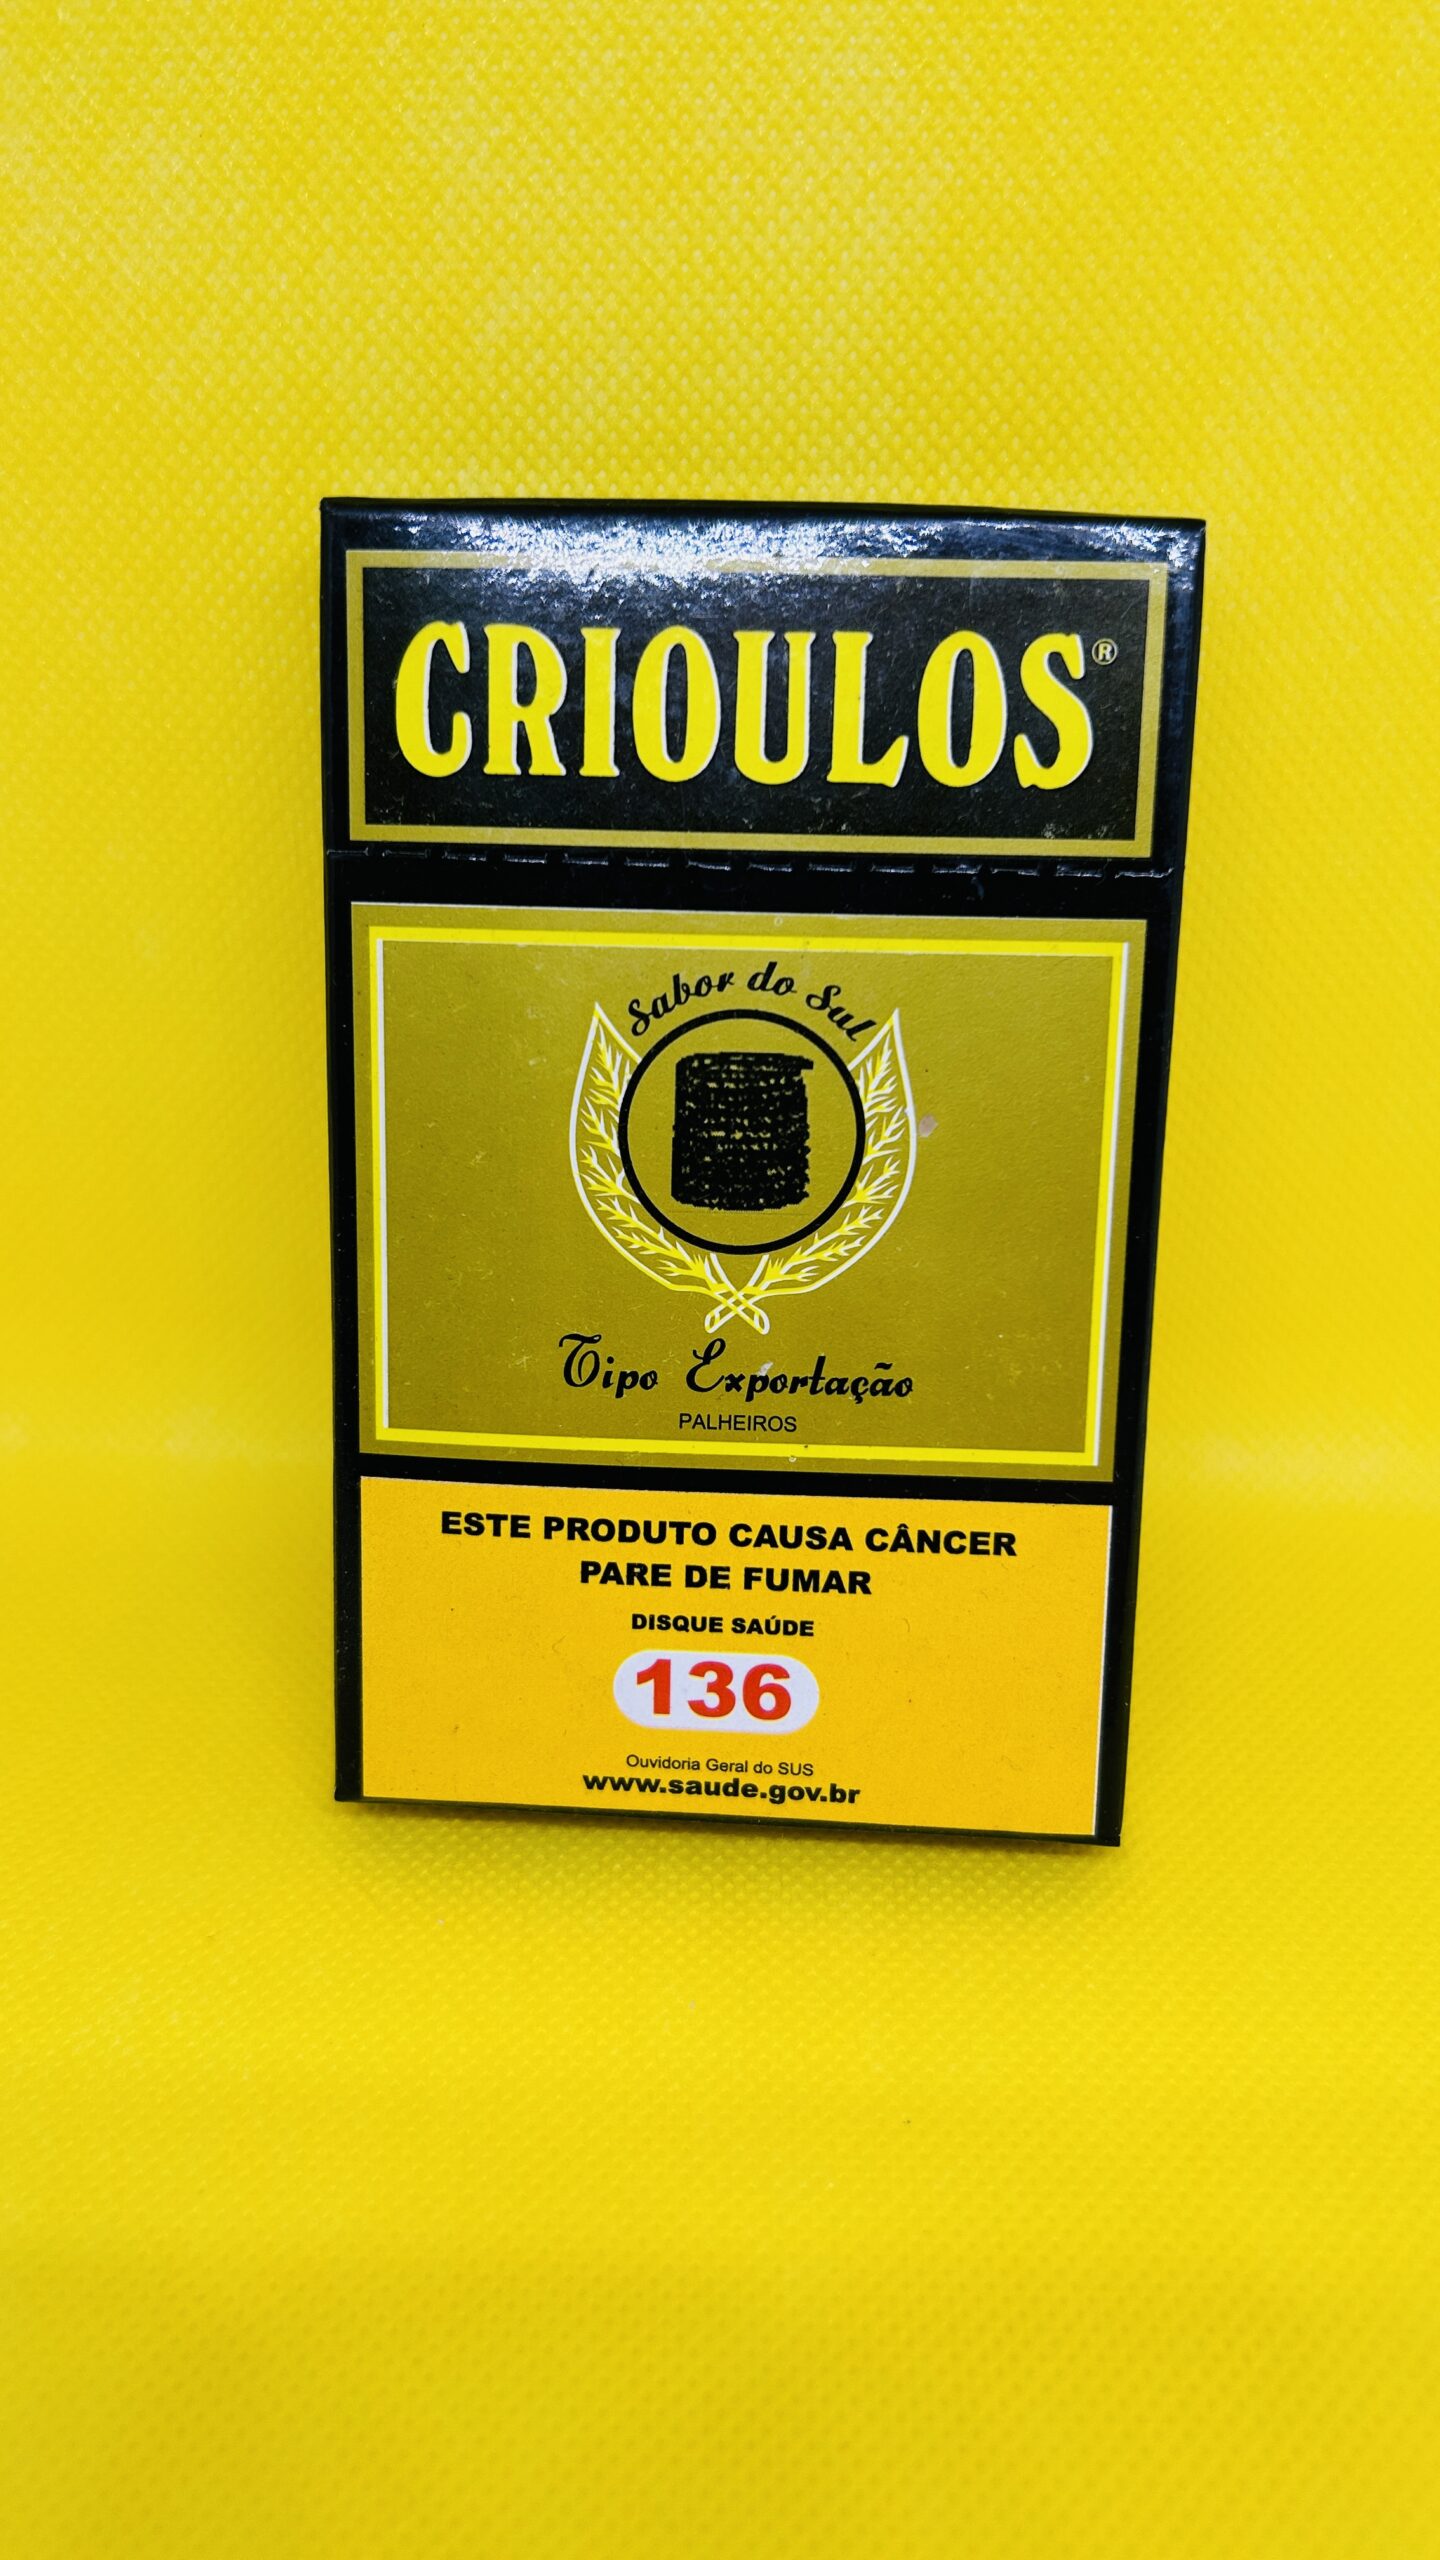 CRIOULOS®
Sabor do Sul
Tipo Exportação
PALHEIROS
ESTE PRODUTO CAUSA CÂNCER
PARE DE FUMAR
DISQUE SAÚDE
136
Ouvidoria Geral do SUS
www.saude.gov.br